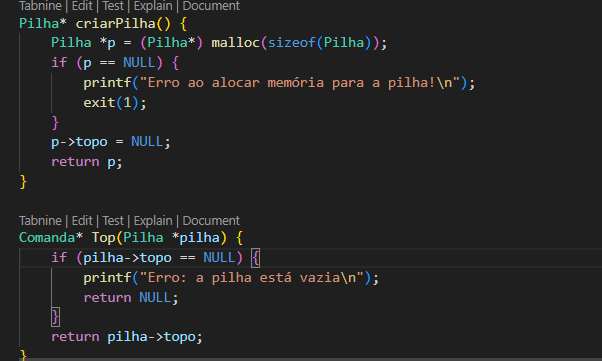 Tabnine | Edit | Test | Explain | Document
Pilha* criarPilha() {
    Pilha *p = (Pilha*) malloc(sizeof(Pilha));
    if (p == NULL) {
        printf("Erro ao alocar memória para a pilha!\n");
        exit(1);
    }
    p->topo = NULL;
    return p;
}
Tabnine | Edit | Test | Explain | Document
Comanda* Top(Pilha *pilha) {
    if (pilha->topo == NULL) {
        printf("Erro: a pilha está vazia\n");
        return NULL;
    }
    return pilha->topo;
}